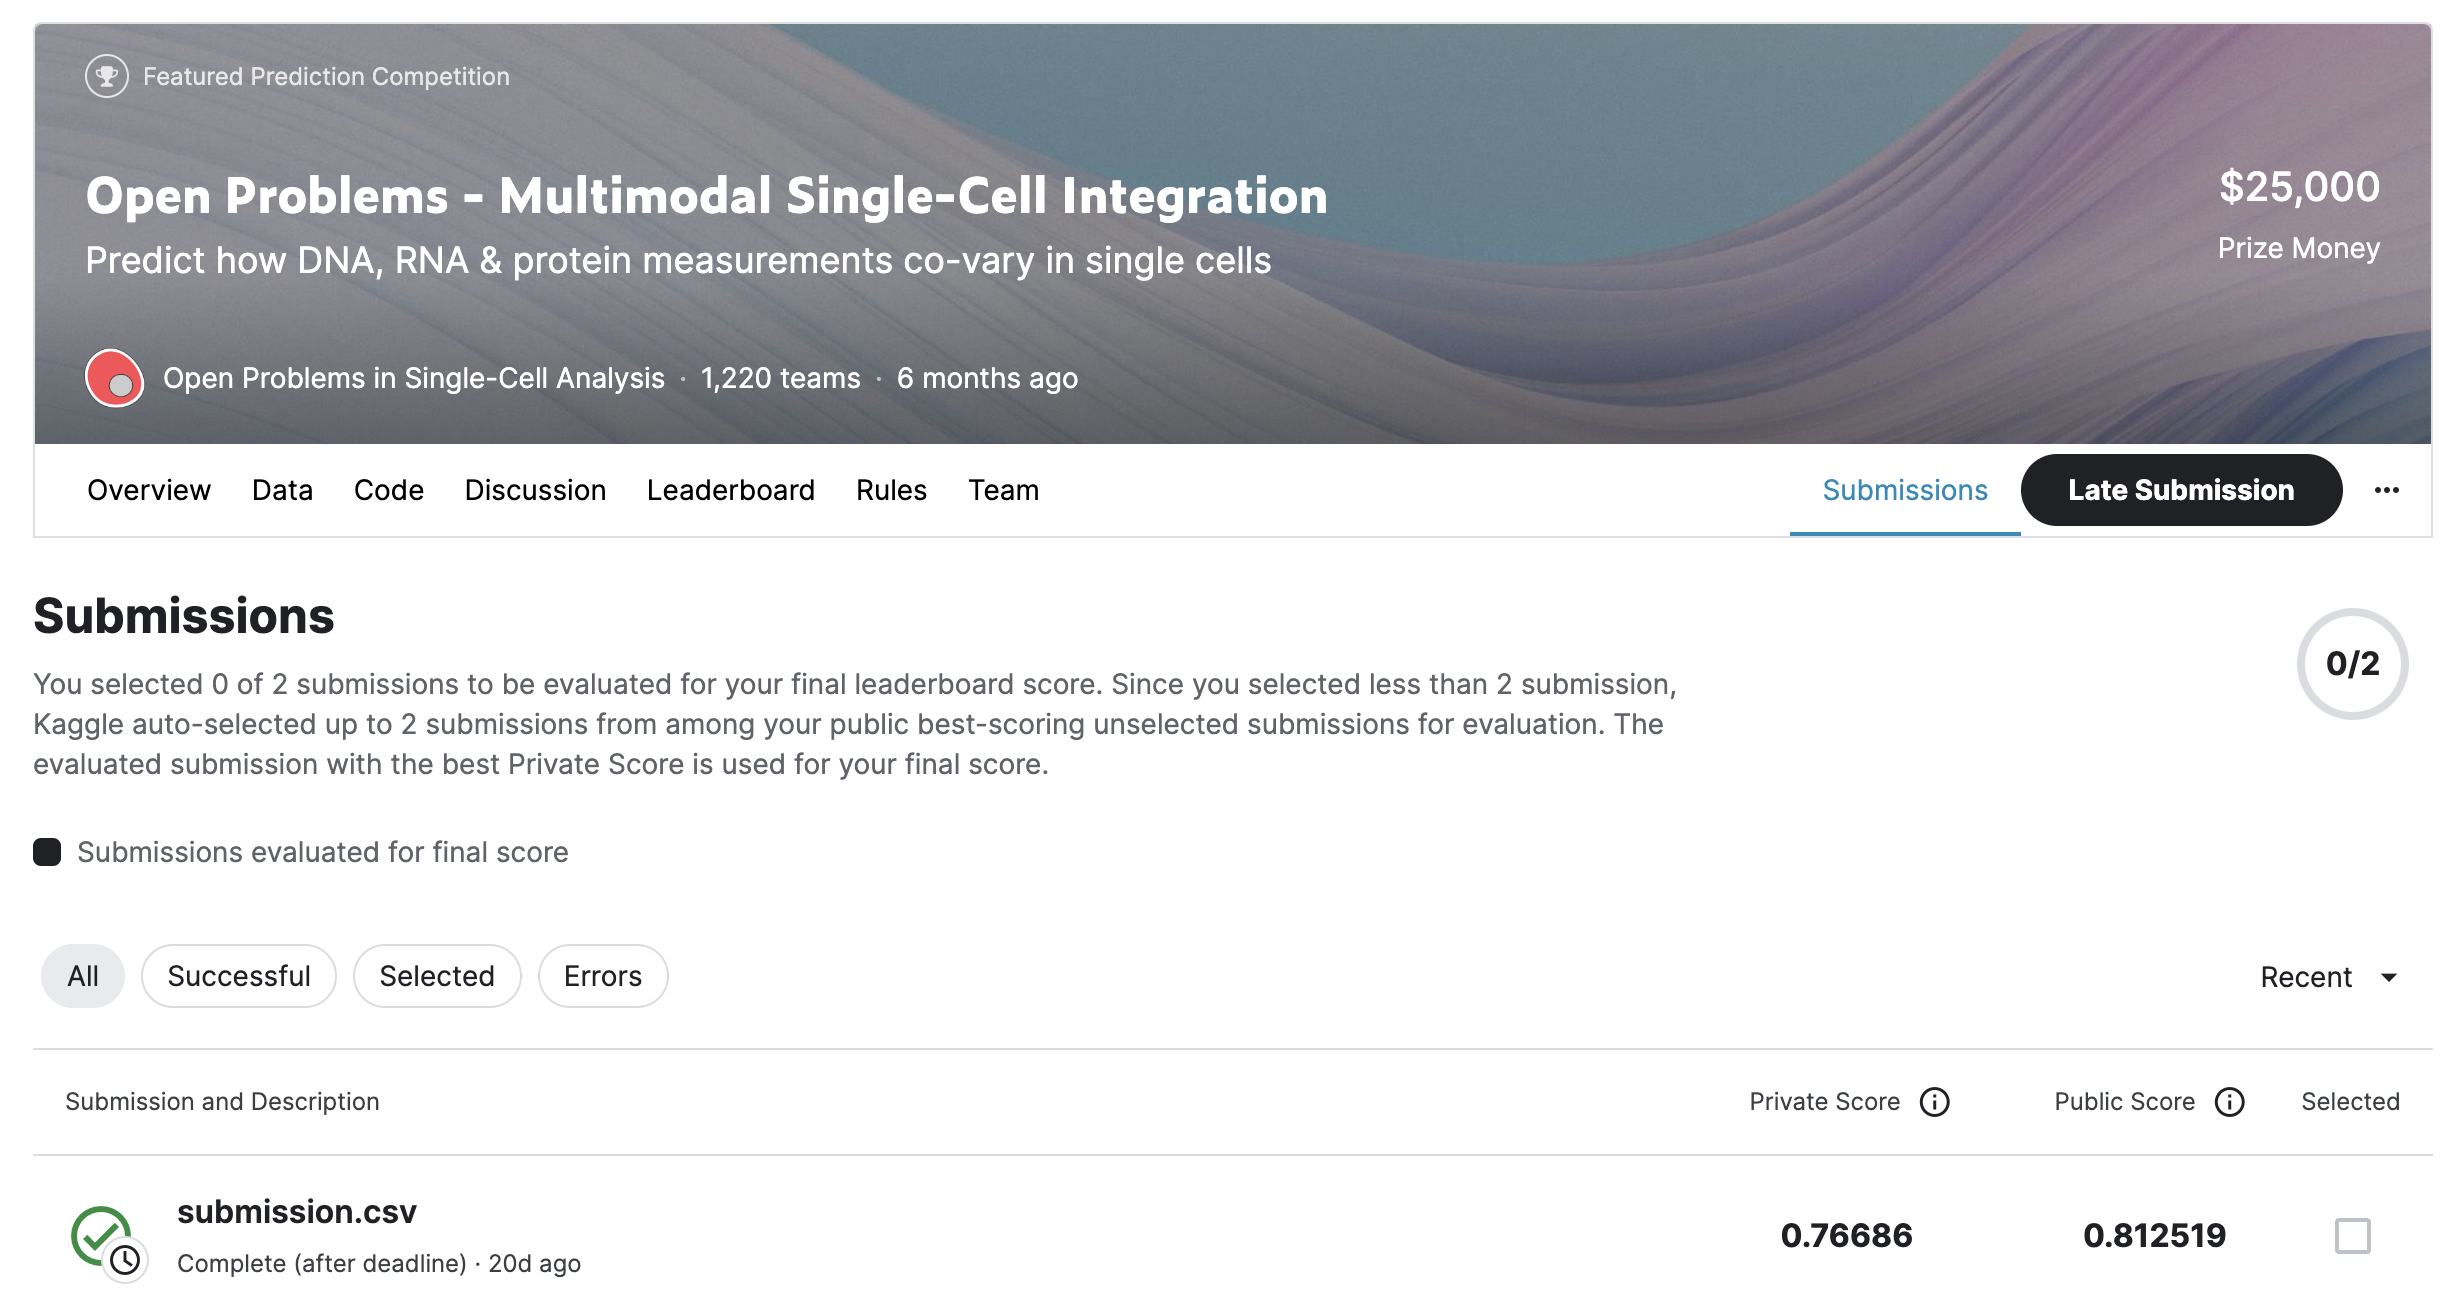 Featured Prediction Competition
Open Problems - Multimodal Single-Cell Integration
Predict how DNA, RNA & protein measurements co-vary in single cells
$25,000
Prize Money
Open Problems in Single-Cell Analysis · 1,220 teams · 6 months ago
Overview Data Code Discussion Leaderboard Rules Team Submissions Late Submission ...
Submissions
0/2
You selected 0 of 2 submissions to be evaluated for your final leaderboard score. Since you selected less than 2 submission,
Kaggle auto-selected up to 2 submissions from among your public best-scoring unselected submissions for evaluation. The
evaluated submission with the best Private Score is used for your final score.
Submissions evaluated for final score
All Successful Selected Errors Recent
Submission and Description Private Score Public Score Selected
submission.csv
Complete (after deadline) · 20d ago
0.76686 0.812519